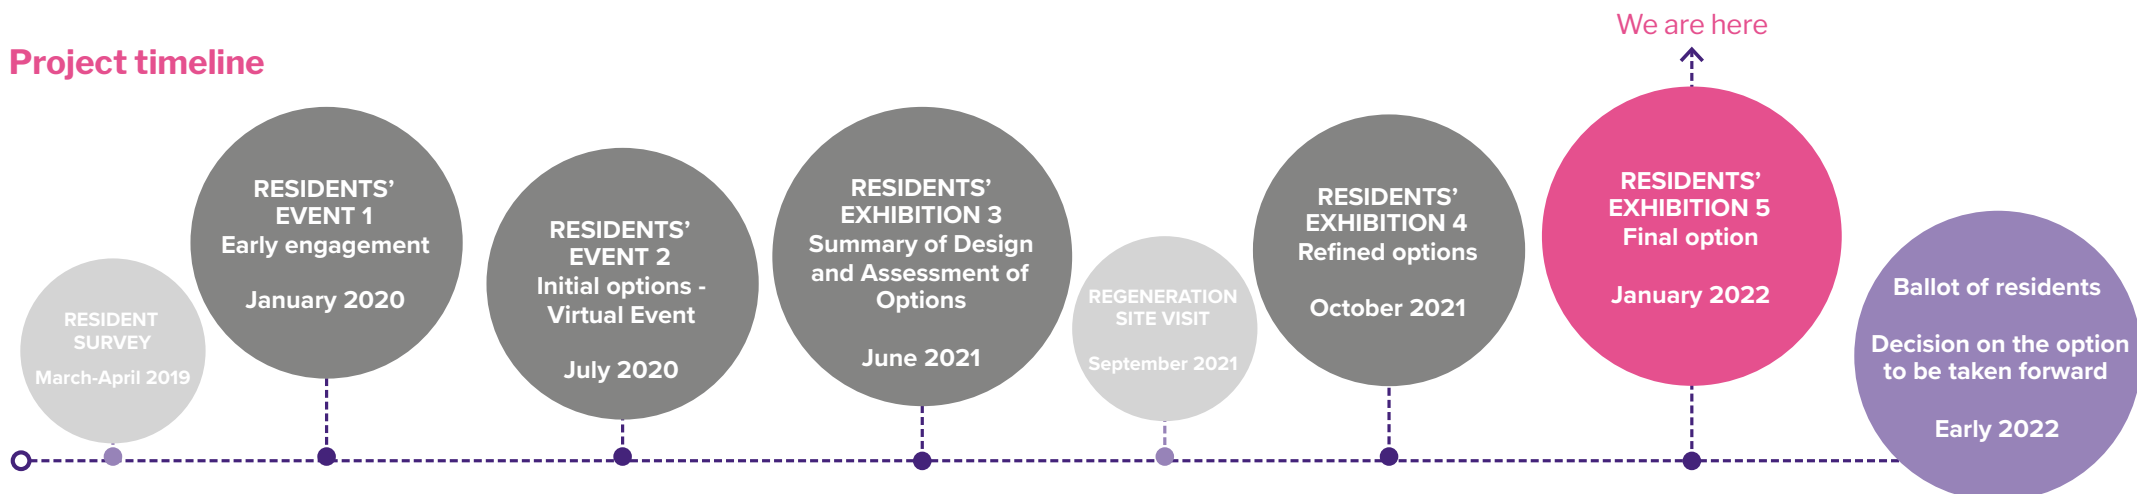 Project timeline
We are here
RESIDENT
SURVEY
March-April 2019
RESIDENTS’
EVENT 1
Early engagement
January 2020
RESIDENTS’
EVENT 2
Initial options -
Virtual Event
July 2020
RESIDENTS’
EXHIBITION 3
Summary of Design
and Assessment of
Options
June 2021
REGENERATION
SITE VISIT
September 2021
RESIDENTS’
EXHIBITION 4
Refined options
October 2021
RESIDENTS’
EXHIBITION 5
Final option
January 2022
Ballot of residents
Decision on the option
to be taken forward
Early 2022